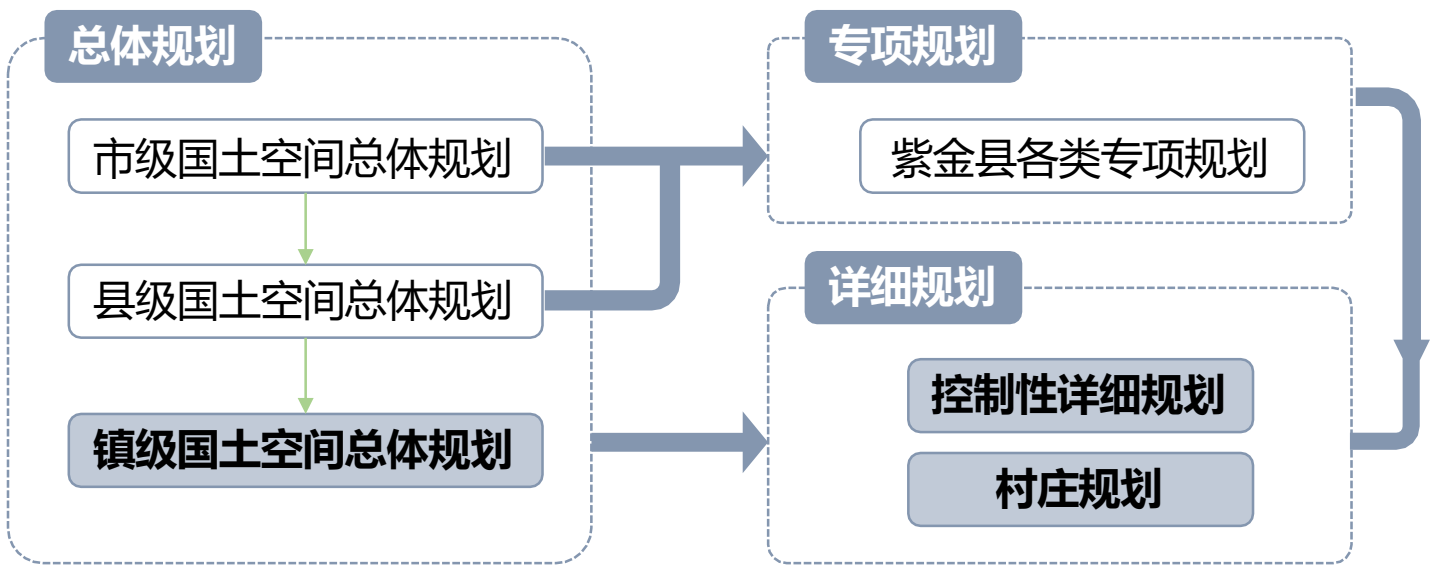 总体规划
市级国土空间总体规划
县级国土空间总体规划
镇级国土空间总体规划
专项规划
紫金县各类专项规划
详细规划
控制性详细规划
村庄规划